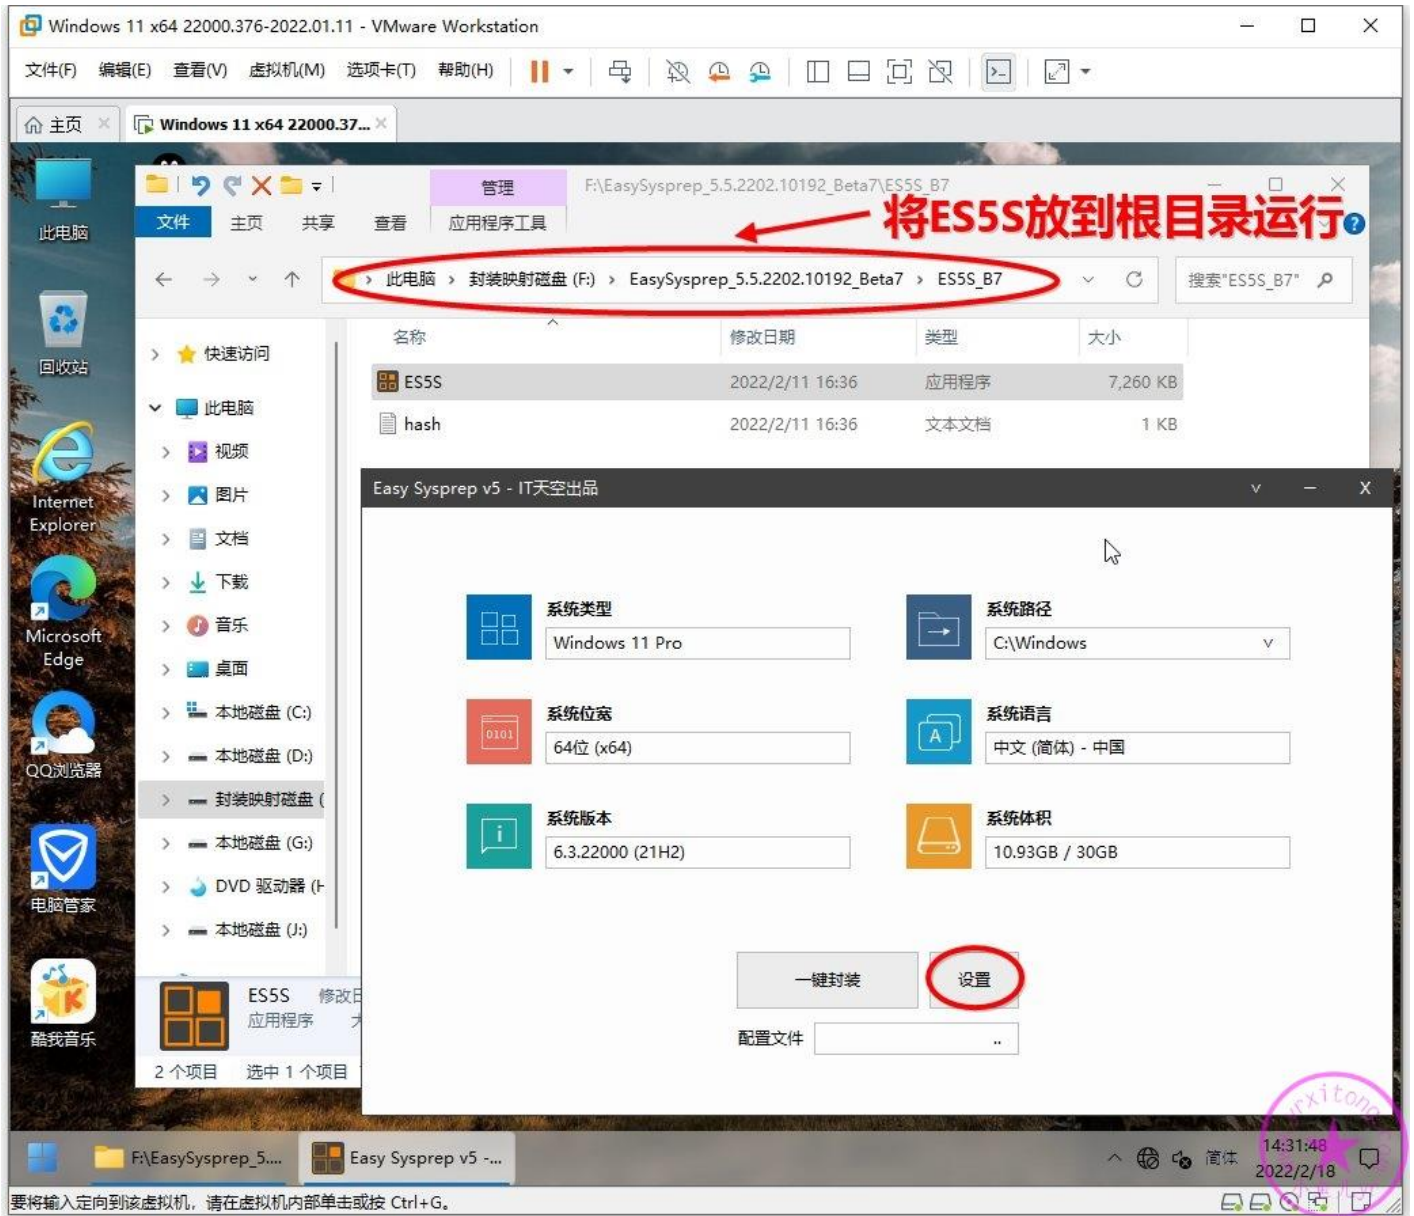 Windows 11 x64 22000.376-2022.01.11 - VMware Workstation
文件(F) 编辑(E) 查看(V) 虚拟机(M) 选项卡(T) 帮助(H)
主页 Windows 11 x64 22000.37...
管理 F:\EasySysprep_5.5.2202.10192_Beta7\ES5S_B7
将ES5S放到根目录运行
文件 主页 共享 查看 应用程序工具
此电脑 › 封装映射磁盘 (F:) › EasySysprep_5.5.2202.10192_Beta7 › ES5S_B7
搜索"ES5S_B7"
名称 修改日期 类型 大小
ES5S 2022/2/11 16:36 应用程序 7,260 KB
hash 2022/2/11 16:36 文本文档 1 KB
快速访问
此电脑
视频
图片
文档
下载
音乐
桌面
本地磁盘 (C:)
本地磁盘 (D:)
封装映射磁盘 (
本地磁盘 (G:)
DVD 驱动器 (H
本地磁盘 (J:)
ES5S 修改日
应用程序 大
2 个项目 选中 1 个项目
此电脑
回收站
Internet
Explorer
Microsoft
Edge
QQ浏览器
电脑管家
酷我音乐
Easy Sysprep v5 - IT天空出品
系统类型
Windows 11 Pro
系统路径
C:\Windows
系统位宽
0101
64位 (x64)
系统语言
A
中文 (简体) - 中国
系统版本
6.3.22000 (21H2)
系统体积
10.93GB / 30GB
一键封装 设置
配置文件 ..
F:\EasySysprep_5....
Easy Sysprep v5 -...
简体
14:31:48
2022/2/18
要将输入定向到该虚拟机，请在虚拟机内部单击或按 Ctrl+G。